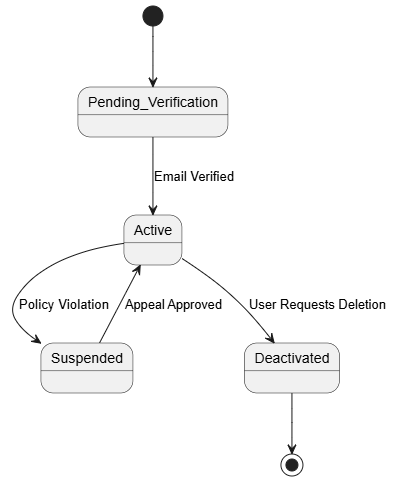 Pending_Verification
Email Verified
Active
Policy Violation
Appeal Approved
User Requests Deletion
Suspended
Deactivated